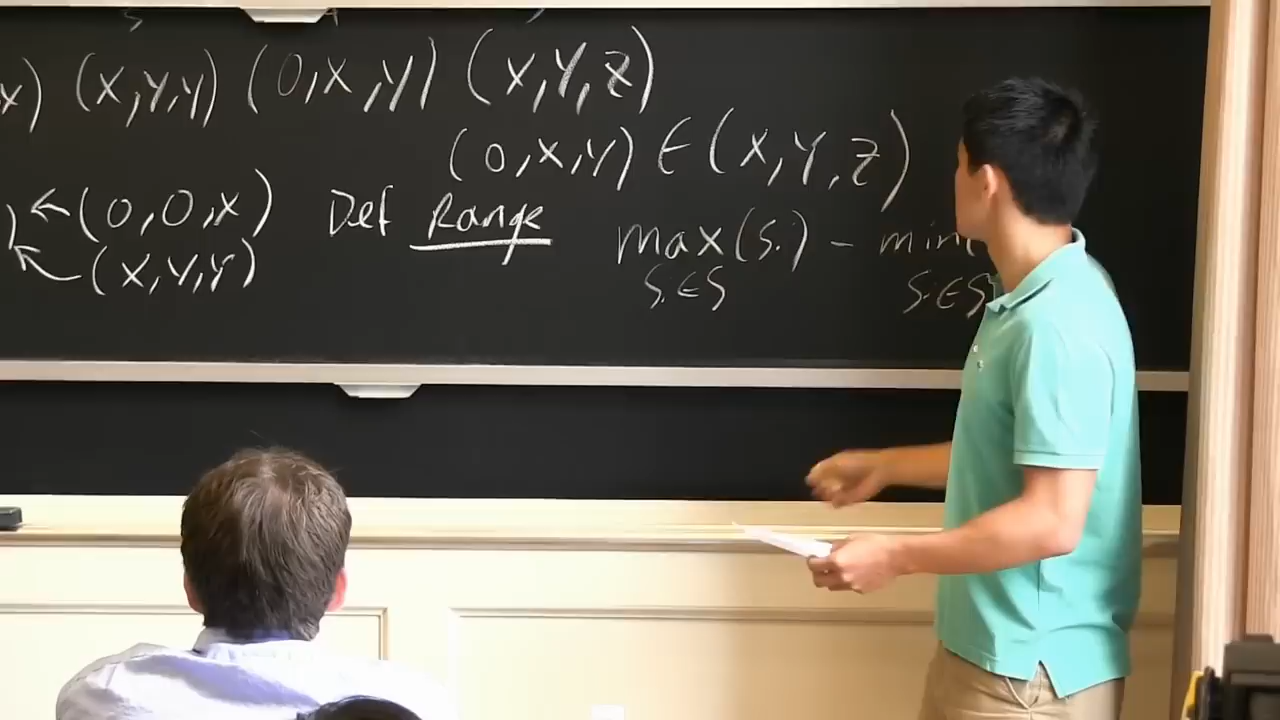 x) (x,y,y) (0,x,y) (x,y,z)
(0,x,y) ∈ (x,y,z)
) ← (0,0,x) Def Range max(Si) - min(
(x,y,y) Si∈S Si∈S